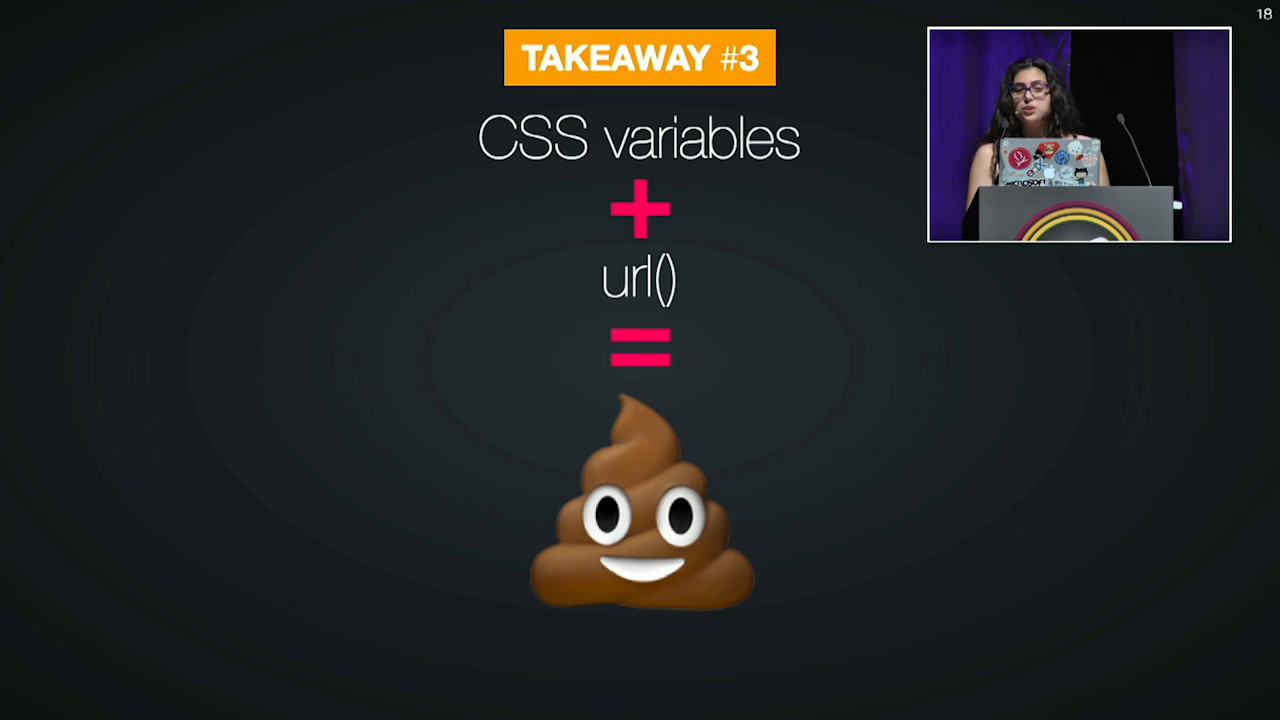 18
TAKEAWAY #3
CSS variables
+
url()
=